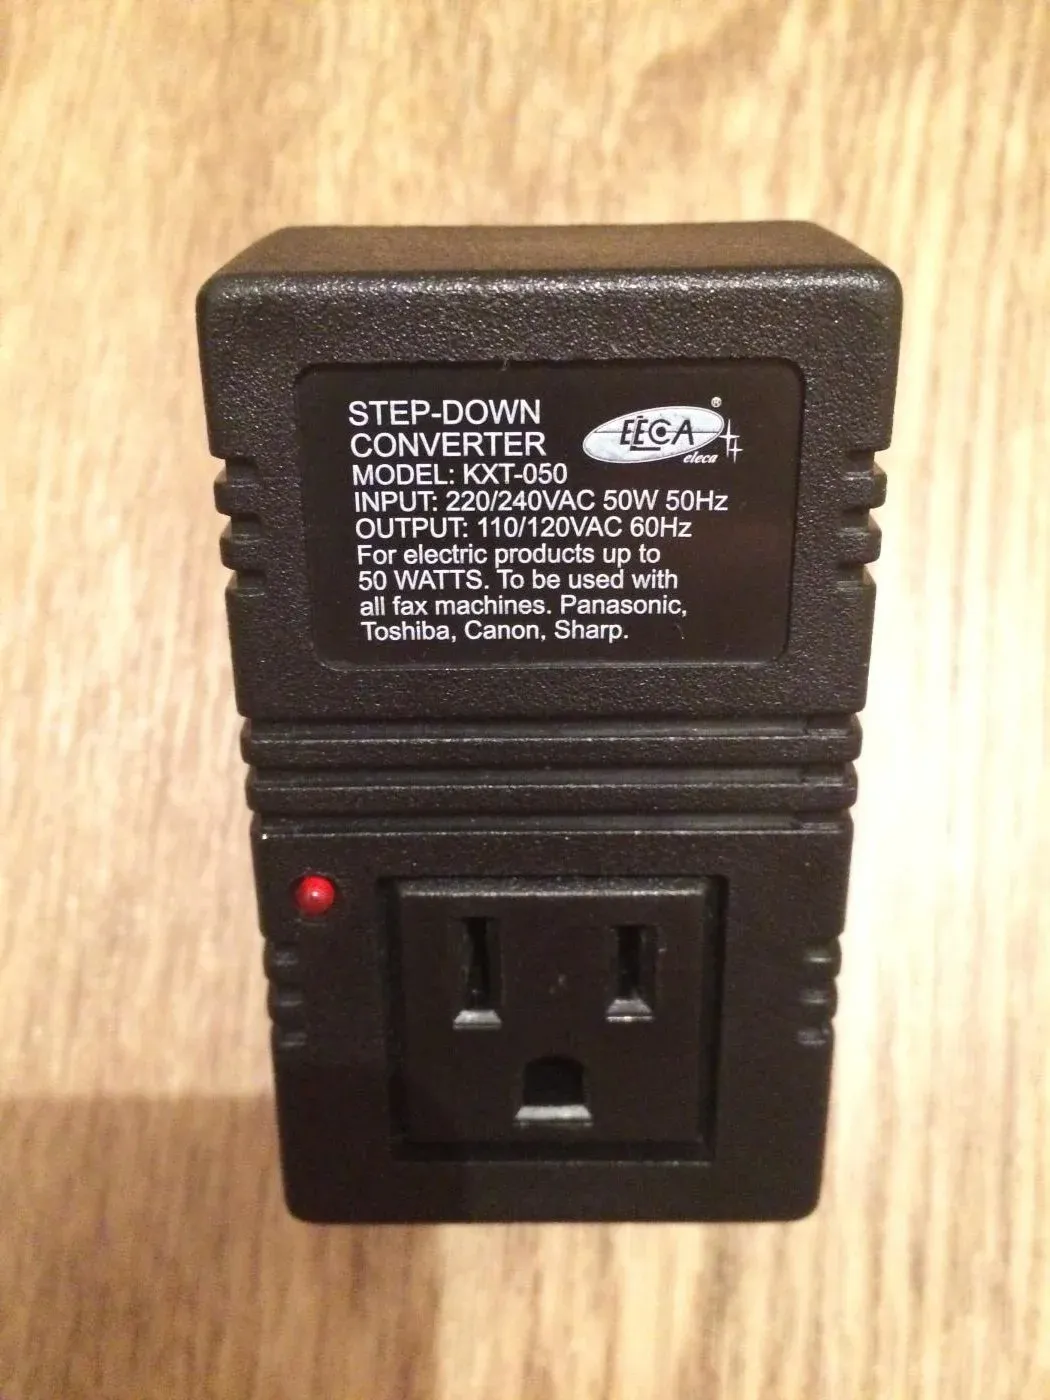 STEP-DOWN
CONVERTER
EECA ®
eleca
MODEL: KXT-050
INPUT: 220/240VAC 50W 50Hz
OUTPUT: 110/120VAC 60Hz
For electric products up to
50 WATTS. To be used with
all fax machines. Panasonic,
Toshiba, Canon, Sharp.